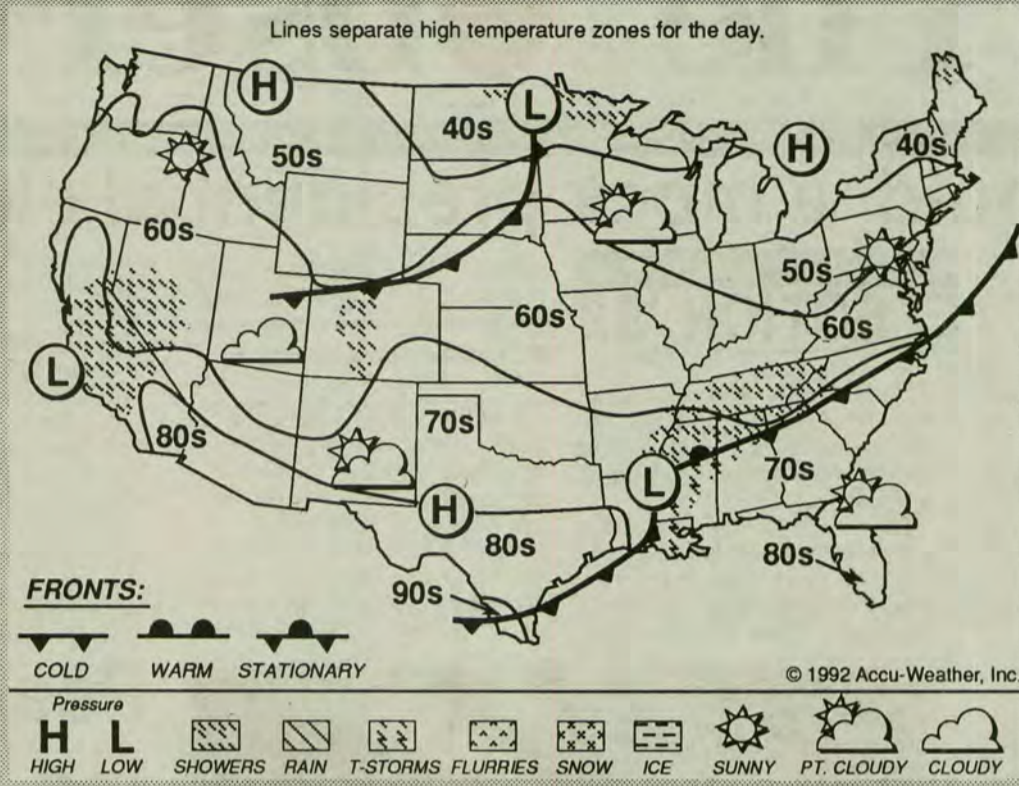 Lines separate high temperature zones for the day.
H
L
40s
H
50s
40s
60s
50s
60s
60s
L
80s
70s
70s
L
H
80s
80s
90s
FRONTS:
COLD WARM STATIONARY
© 1992 Accu-Weather, Inc.
Pressure
H L
HIGH LOW SHOWERS RAIN T-STORMS FLURRIES SNOW ICE SUNNY PT. CLOUDY CLOUDY